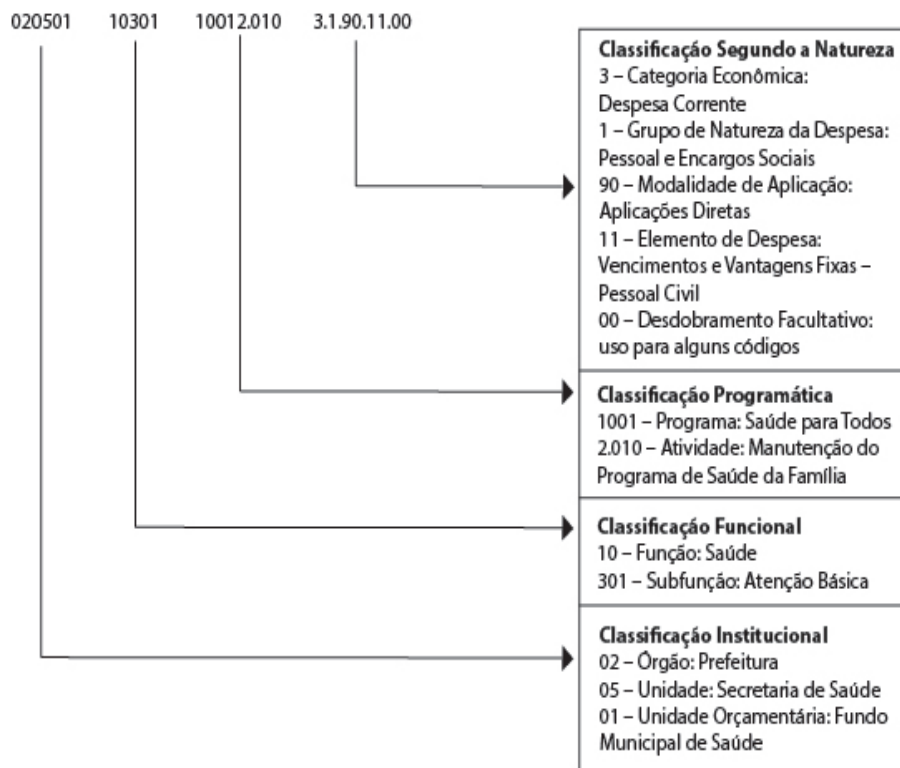 020501 10301 10012.010 3.1.90.11.00
Classificação Segundo a Natureza
3 – Categoria Econômica:
Despesa Corrente
1 – Grupo de Natureza da Despesa:
Pessoal e Encargos Sociais
90 – Modalidade de Aplicação:
Aplicações Diretas
11 – Elemento de Despesa:
Vencimentos e Vantagens Fixas –
Pessoal Civil
00 – Desdobramento Facultativo:
uso para alguns códigos
Classificação Programática
1001 – Programa: Saúde para Todos
2.010 – Atividade: Manutenção do
Programa de Saúde da Família
Classificação Funcional
10 – Função: Saúde
301 – Subfunção: Atenção Básica
Classificação Institucional
02 – Órgão: Prefeitura
05 – Unidade: Secretaria de Saúde
01 – Unidade Orçamentária: Fundo
Municipal de Saúde